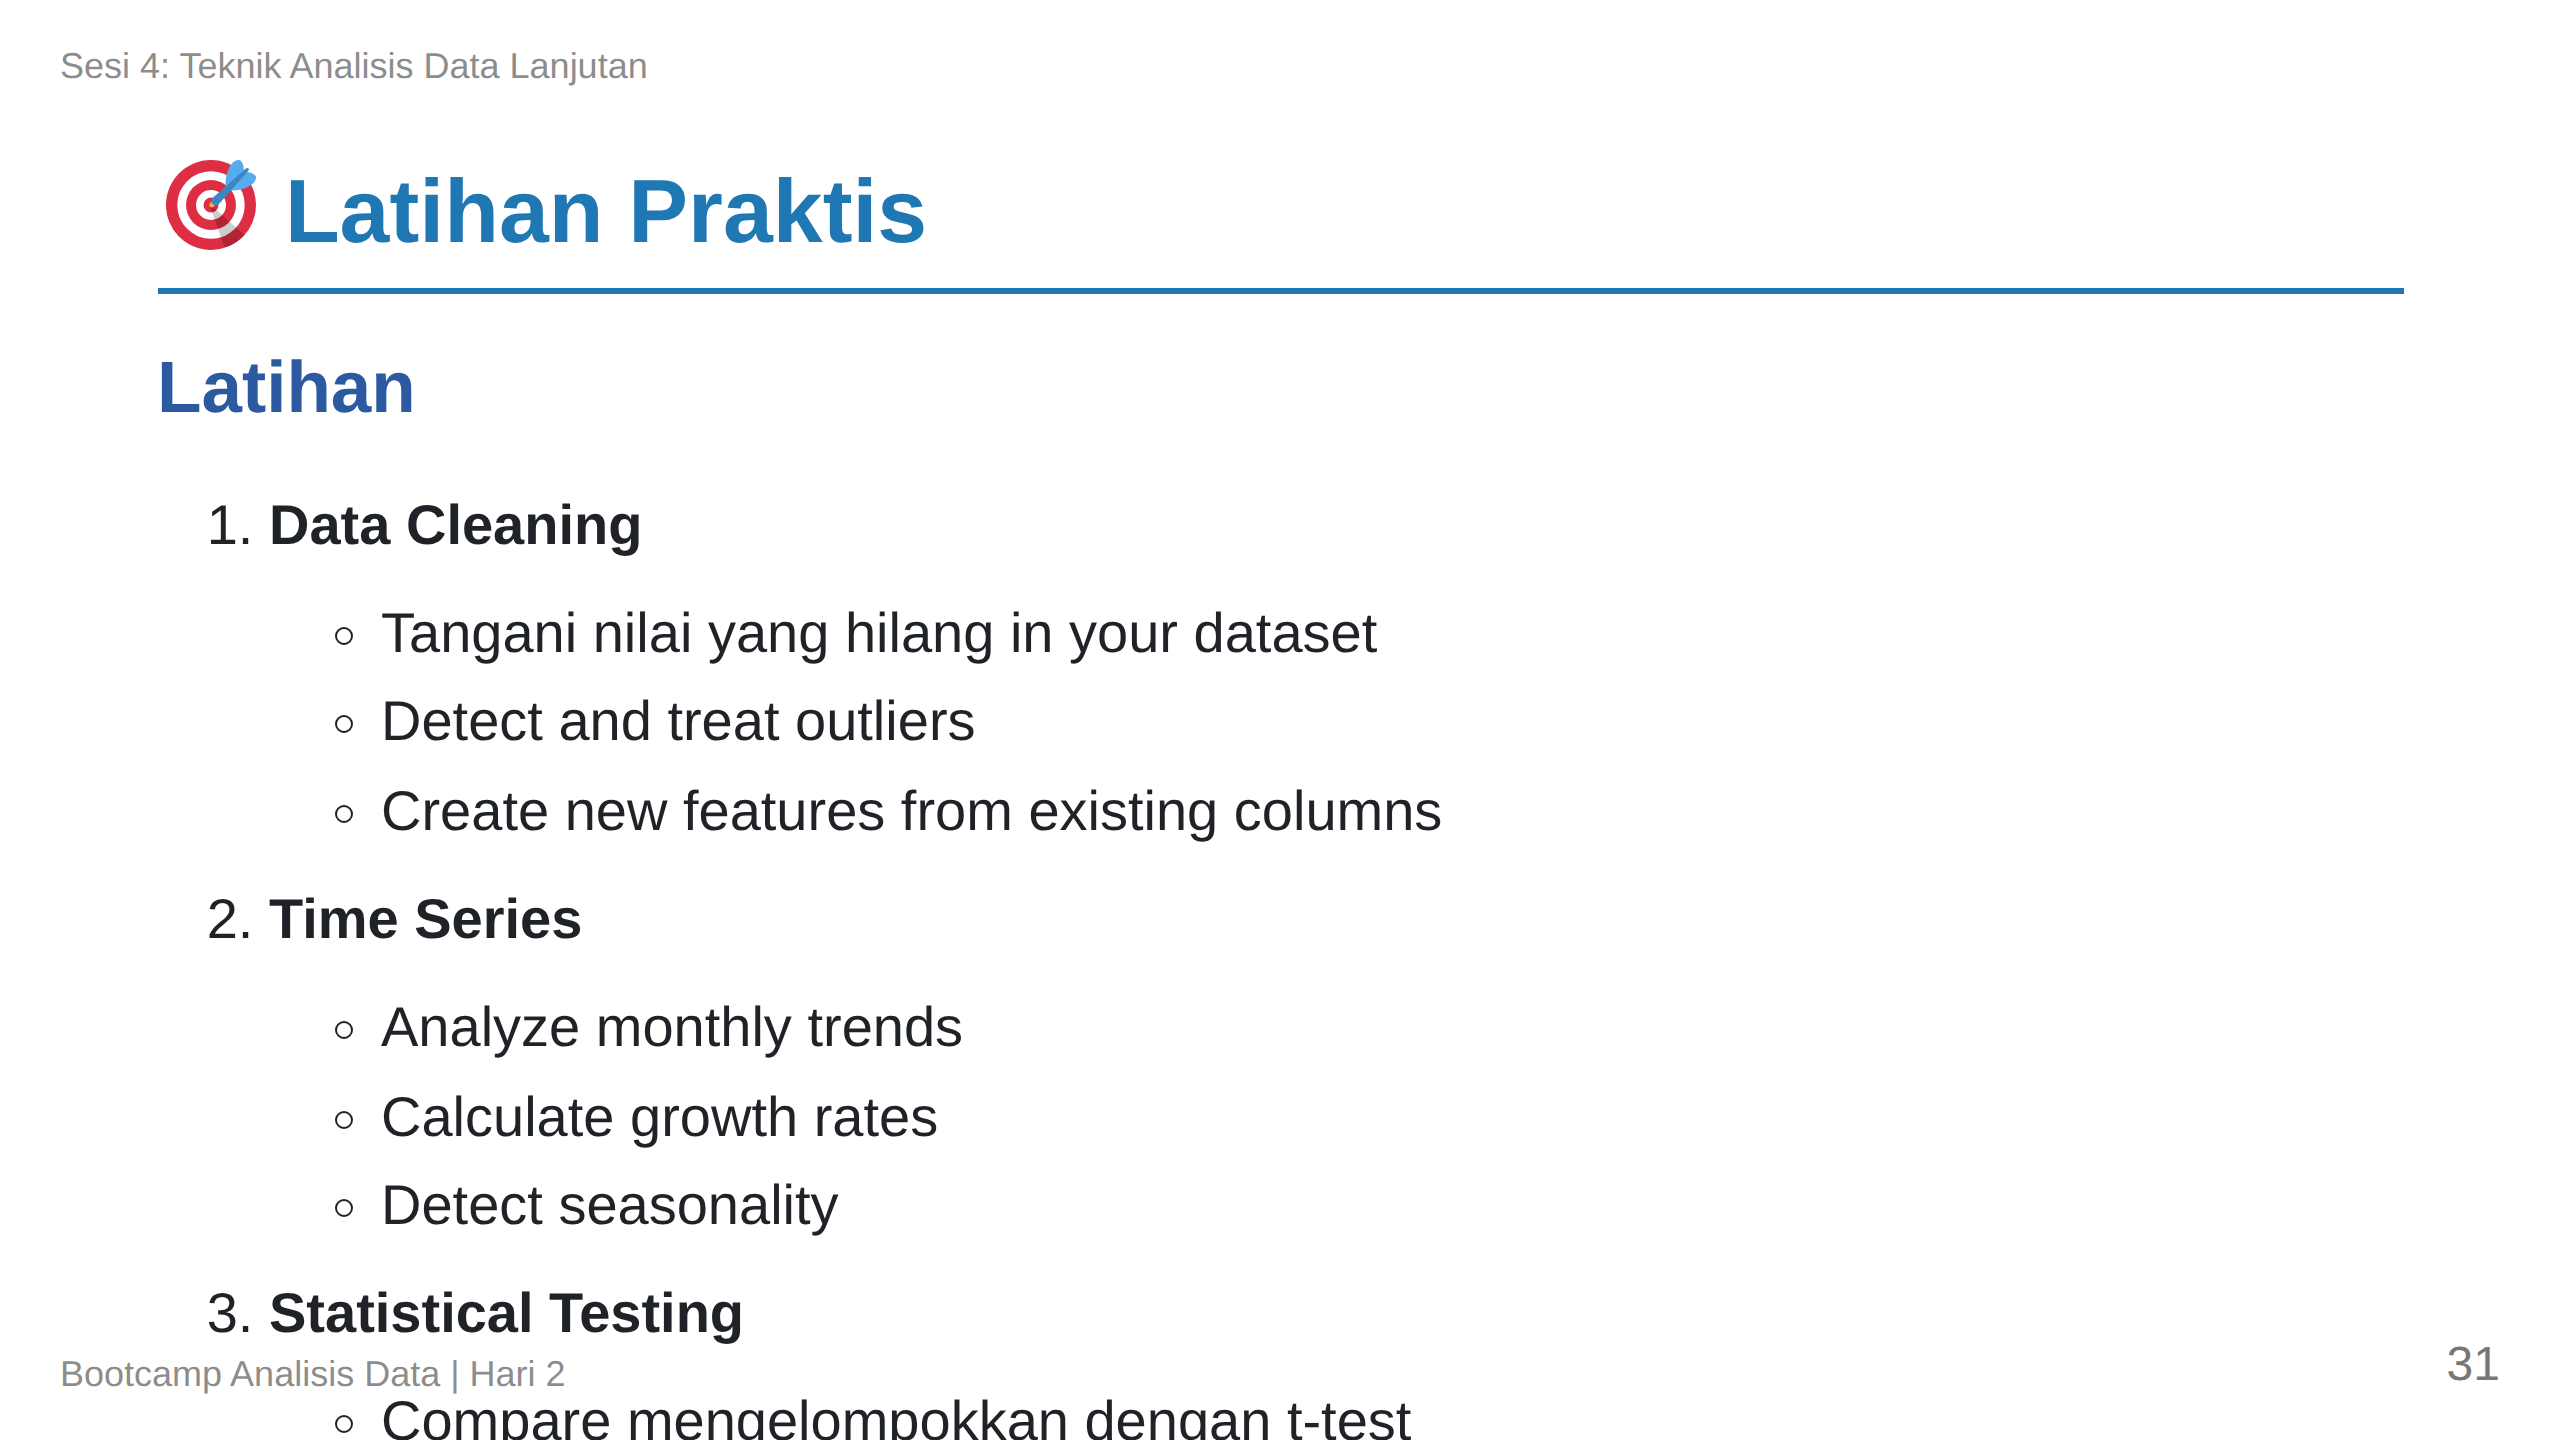 Sesi 4: Teknik Analisis Data Lanjutan
Latihan Praktis
Latihan
1. Data Cleaning
Tangani nilai yang hilang in your dataset
Detect and treat outliers
Create new features from existing columns
2. Time Series
Analyze monthly trends
Calculate growth rates
Detect seasonality
3. Statistical Testing
Bootcamp Analisis Data | Hari 2
31
Compare mengelompokkan dengan t-test